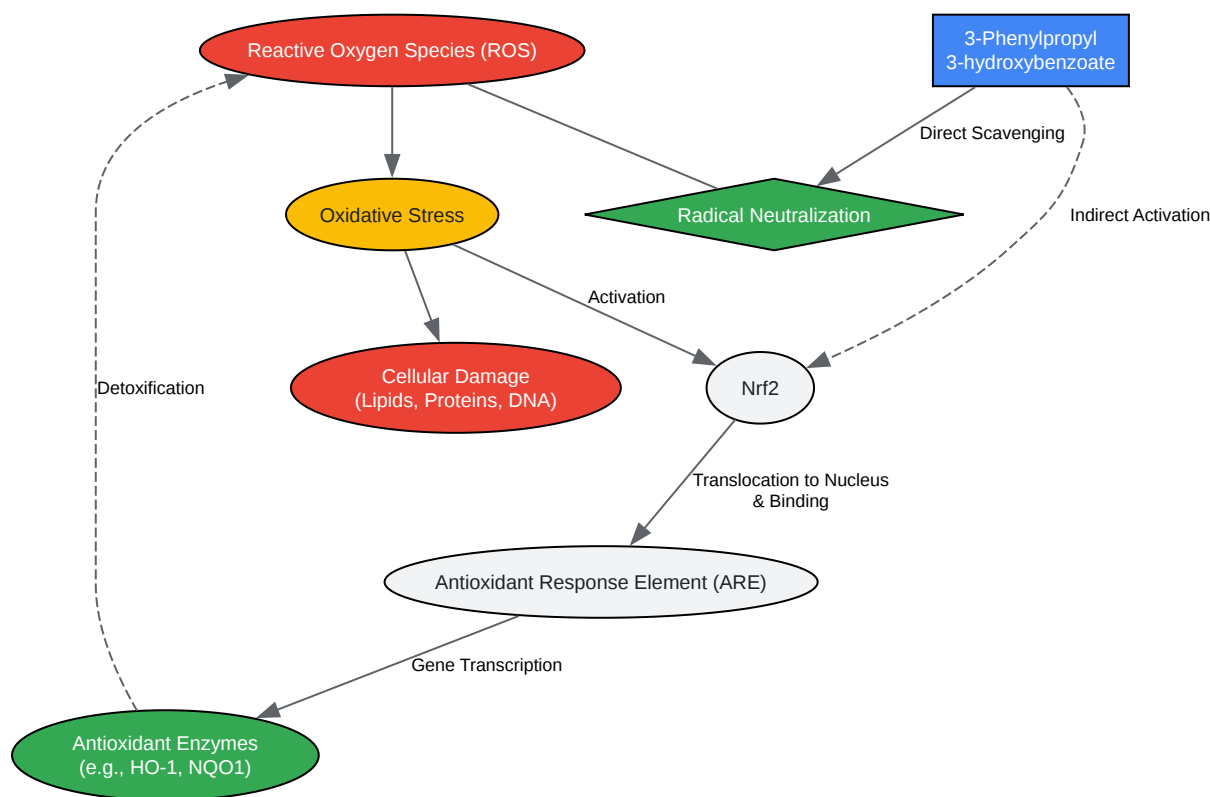 Reactive Oxygen Species (ROS)
3-Phenylpropyl
3-hydroxybenzoate
Direct Scavenging
Oxidative Stress
Radical Neutralization
Indirect Activation
Activation
Cellular Damage
(Lipids, Proteins, DNA)
Detoxification
Nrf2
Translocation to Nucleus
& Binding
Antioxidant Response Element (ARE)
Gene Transcription
Antioxidant Enzymes
(e.g., HO-1, NQO1)